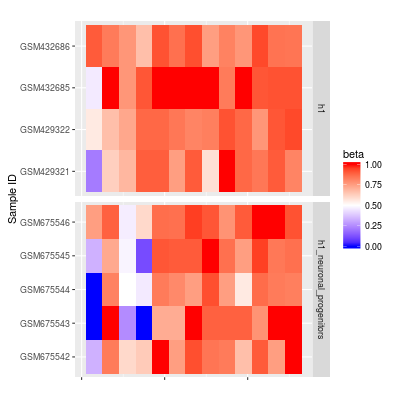 GSM432686
GSM432685
GSM429322
GSM429321
h1
GSM675546
GSM675545
GSM675544
GSM675543
GSM675542
h1_neuronal_progenitors
Sample ID
beta
1.00
0.75
0.50
0.25
0.00